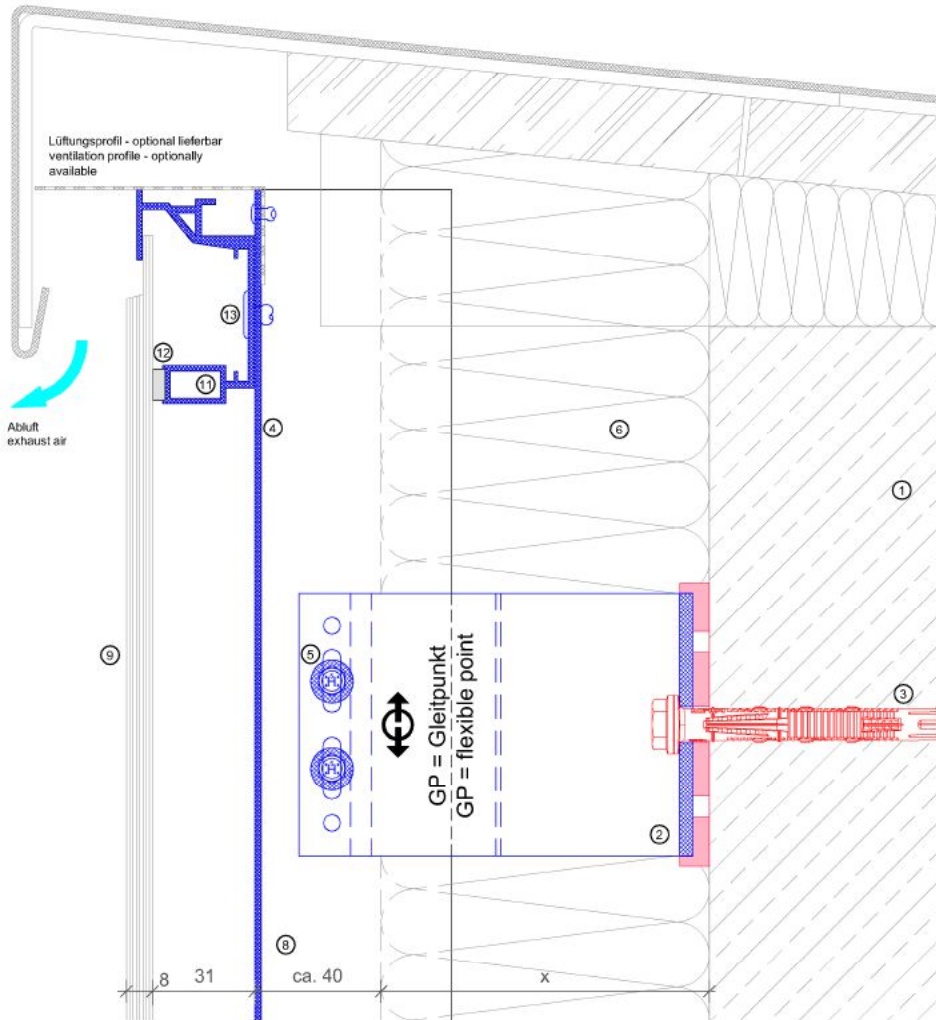 Lüftungsprofil - optional lieferbar
ventilation profile - optionally
available
13
12
11
Abluft
exhaust air
4
6
1
9
5
3
GP = Gleitpunkt
GP = flexible point
2
8
8
31
ca. 40
x